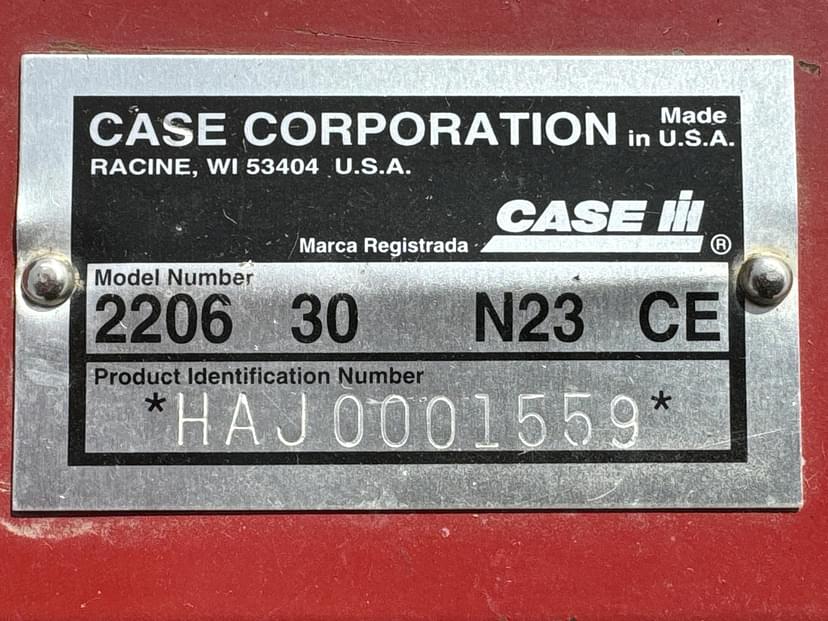 CASE CORPORATION Made in U.S.A.
RACINE, WI 53404 U.S.A.
CASE IH
Marca Registrada ®
Model Number
2206 30 N23 CE
Product Identification Number
*HAJ0001559*